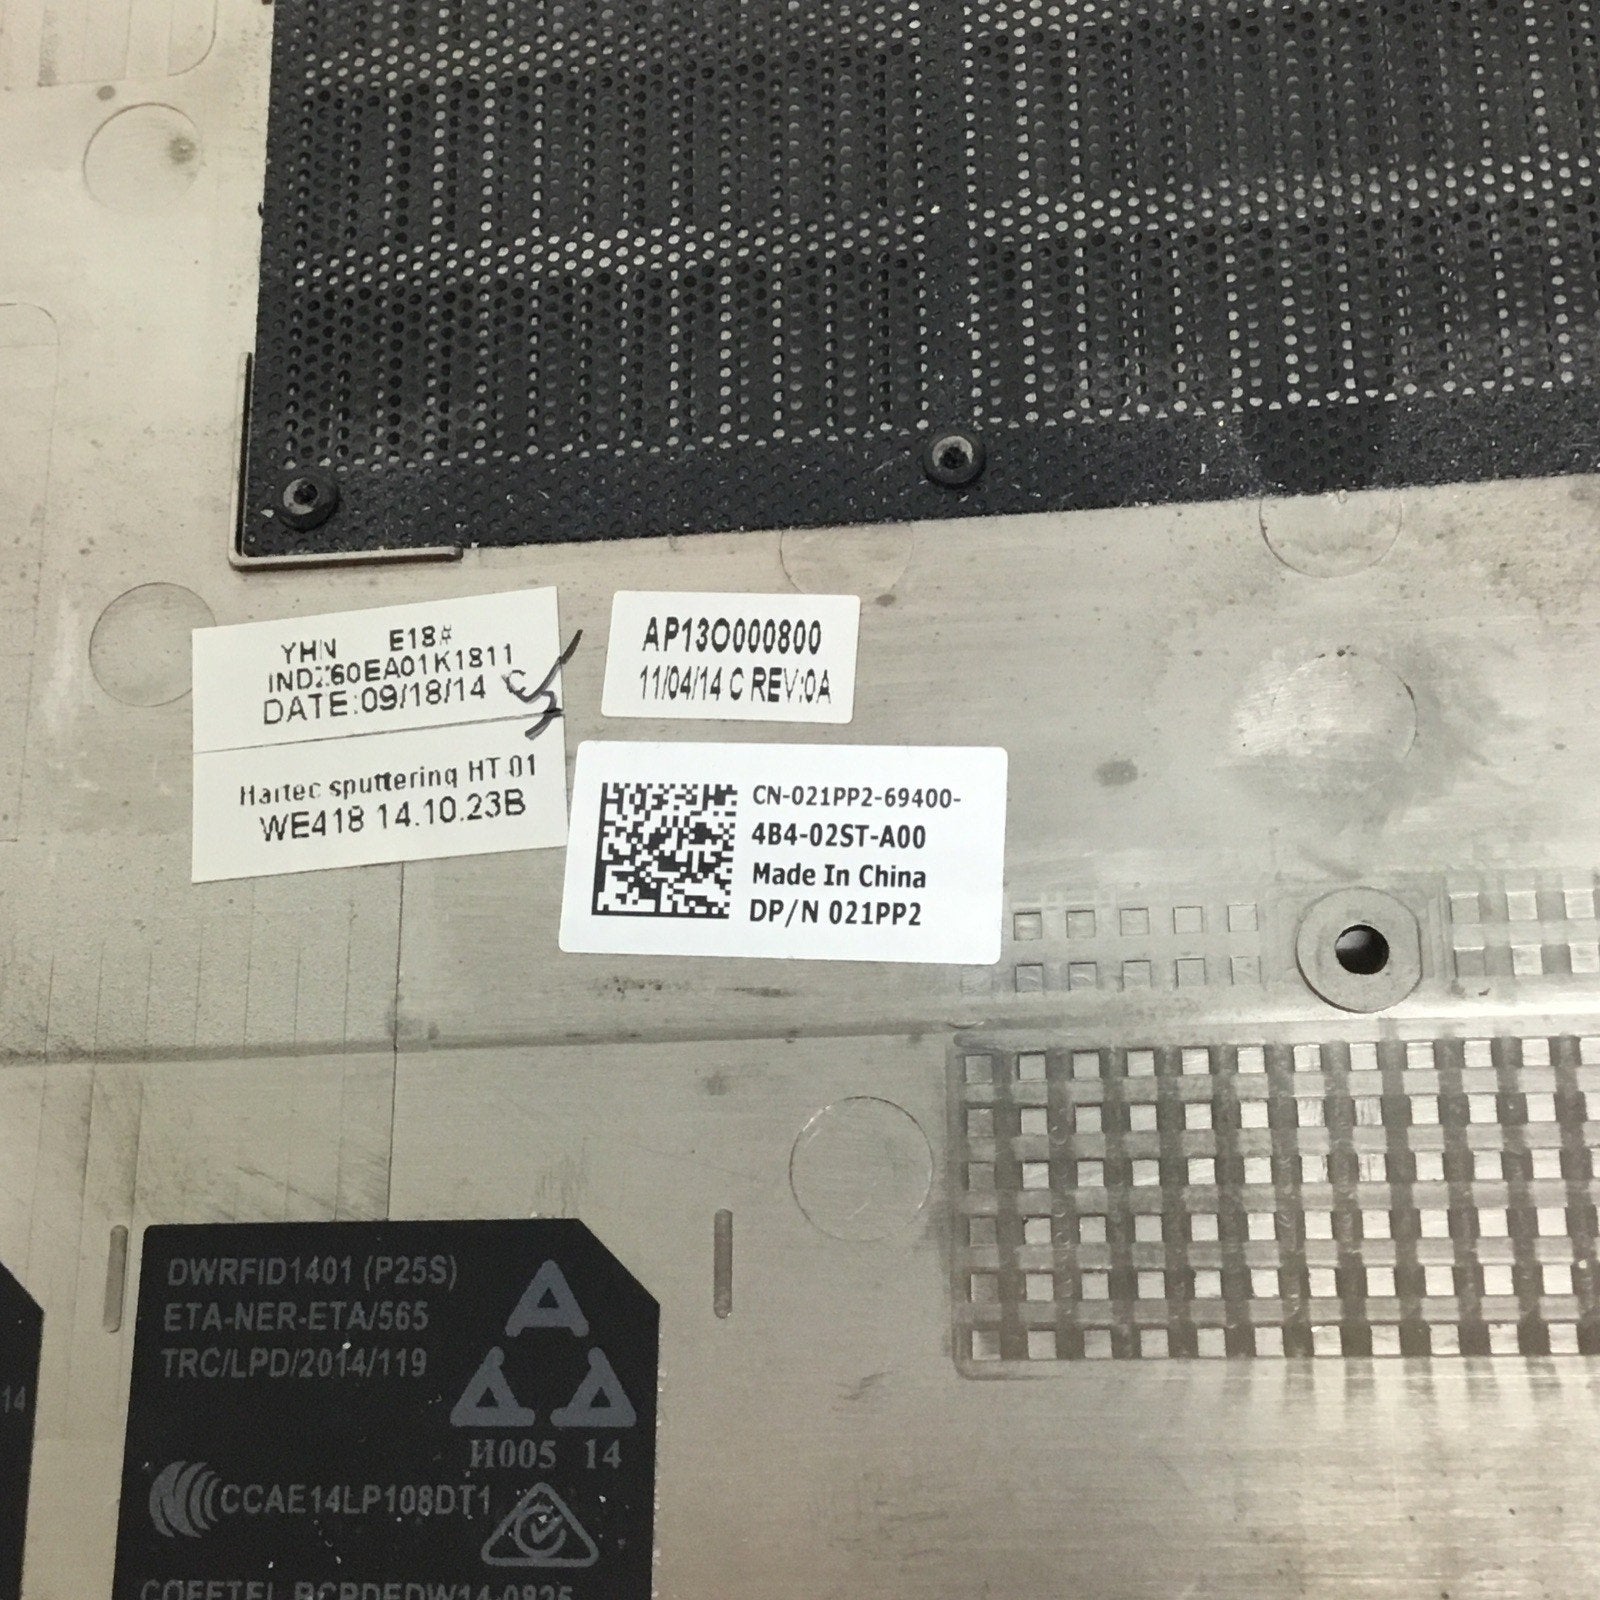 YHN E18#
DATE:09/18/14 C
Haitec sputtering HT 01
WE418 14.10.23B
AP13O000800
11/04/14 C REV:0A
CN-021PP2-69400-
4B4-02ST-A00
Made In China
DP/N 021PP2
DWRFID1401 (P25S)
ETA-NER-ETA/565
TRC/LPD/2014/119
H005 14
CCAE14LP108DT1
14